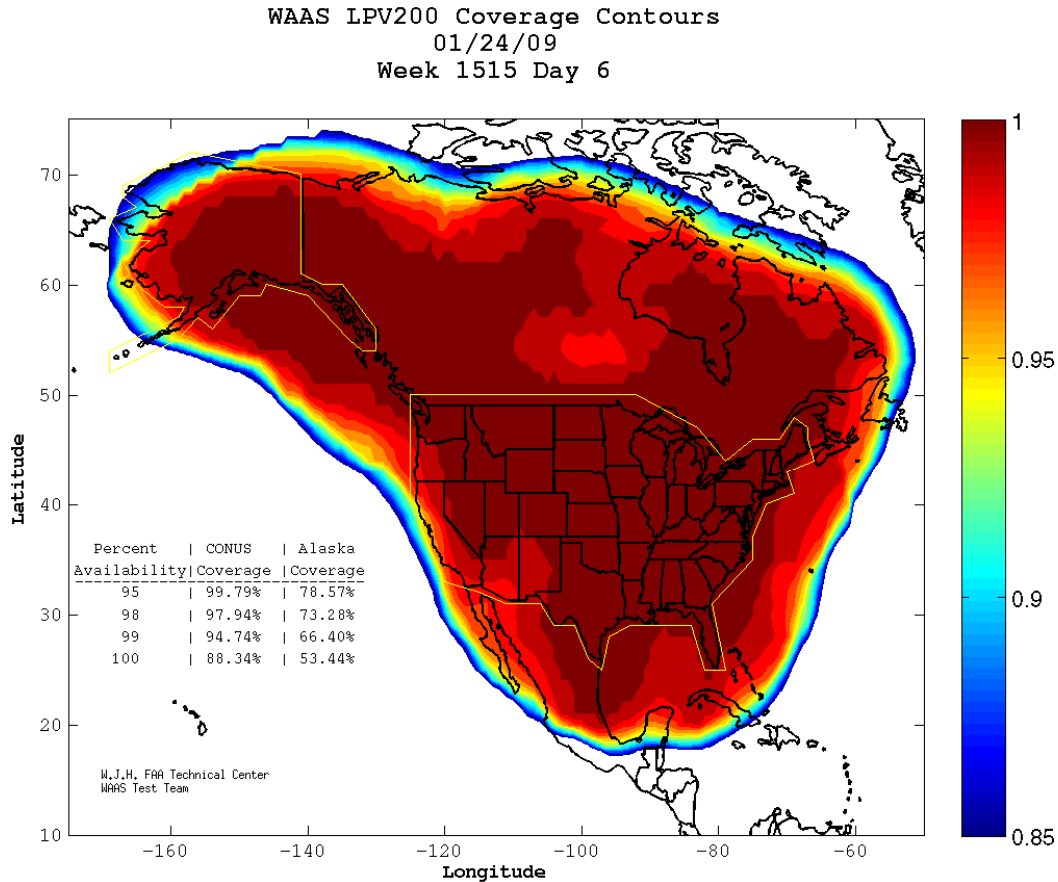 WAAS LPV200 Coverage Contours
01/24/09
Week 1515 Day 6
70
60
50
40
30
20
10
Latitude
Percent | CONUS | Alaska
Availability|Coverage |Coverage
95 | 99.79% | 78.57%
98 | 97.94% | 73.28%
99 | 94.74% | 66.40%
100 | 88.34% | 53.44%
W.J.H. FAA Technical Center
WAAS Test Team
-160 -140 -120 -100 -80 -60
Longitude
1
0.95
0.9
0.85